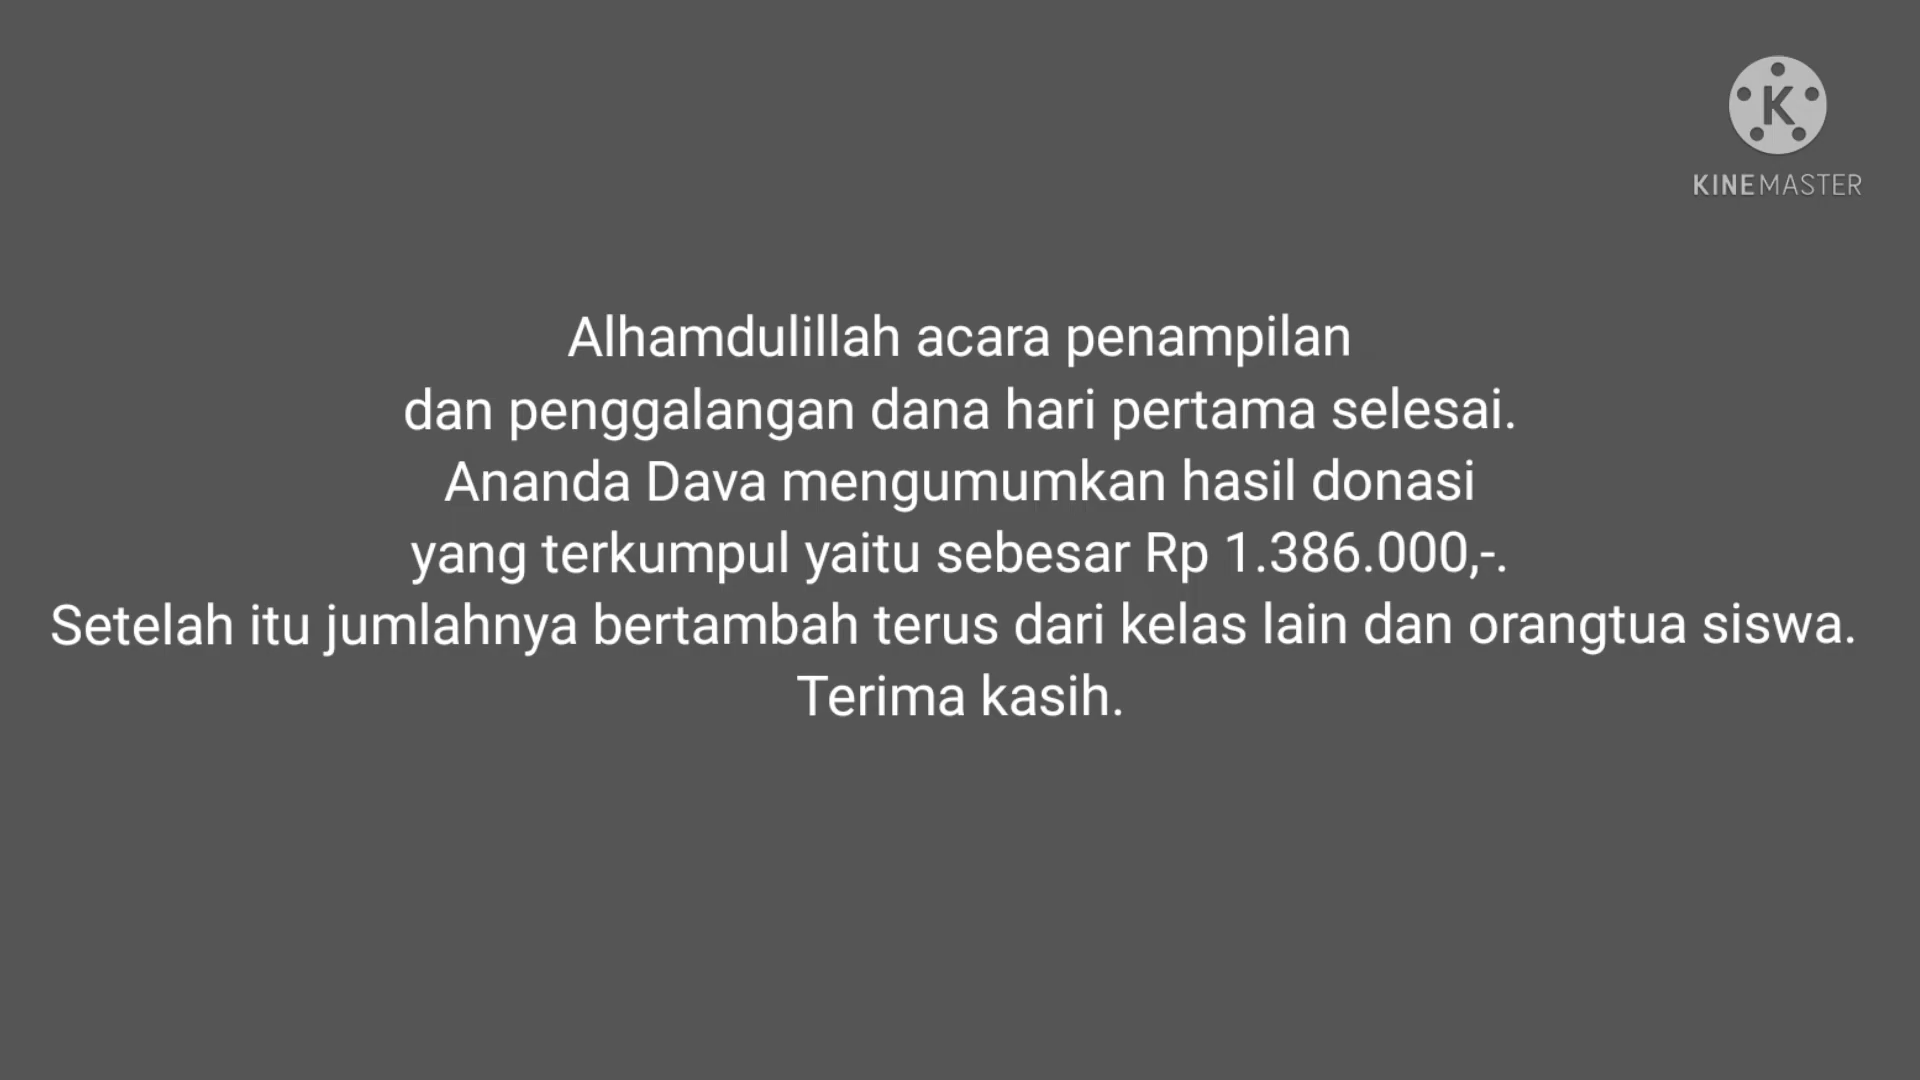 K
KINEMASTER
Alhamdulillah acara penampilan
dan penggalangan dana hari pertama selesai.
Ananda Dava mengumumkan hasil donasi
yang terkumpul yaitu sebesar Rp 1.386.000,-.
Setelah itu jumlahnya bertambah terus dari kelas lain dan orangtua siswa.
Terima kasih.